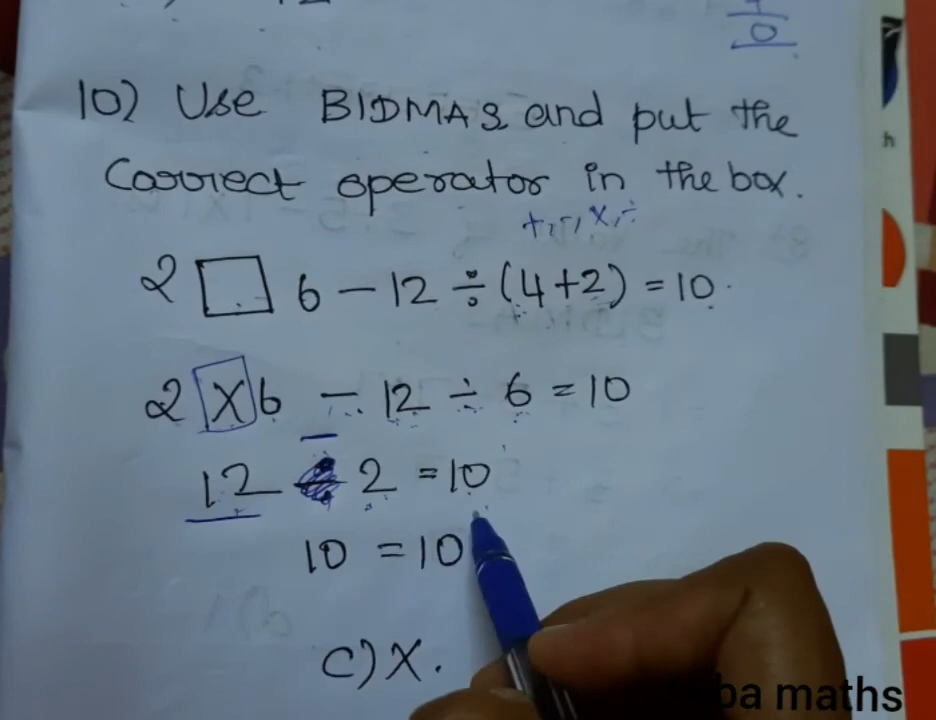 0
10) Use BIDMAS and put the
Correct operator in the box.
+, -, ×, ÷
2 □ 6 - 12 ÷ (4+2) = 10.
2 × 6 - 12 ÷ 6 = 10
12 - 2 = 10
10 = 10
C) X.
ba maths
h